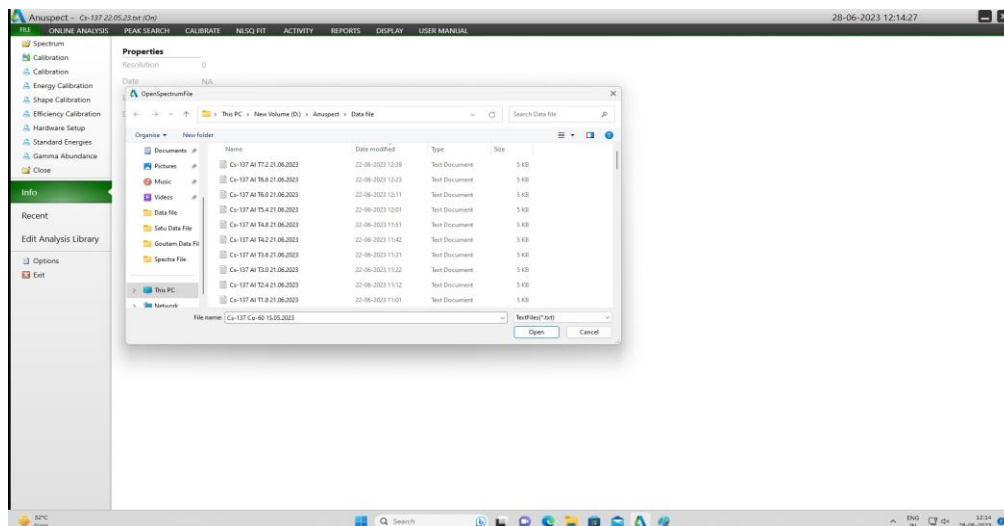 Anuspect - Cs-137 22.05.23.txt (On)
28-06-2023 12:14:27
FILE ONLINE ANALYSIS PEAK SEARCH CALIBRATE NLSQ FIT ACTIVITY REPORTS DISPLAY USER MANUAL
Spectrum
Calibration
Calibration
Energy Calibration
Shape Calibration
Efficiency Calibration
Hardware Setup
Standard Energies
Gamma Abundance
Close
Info
Recent
Edit Analysis Library
Options
Exit
Properties
Resolution 0
Date NA
OpenSpectrumFile
This PC > New Volume (D:) > Anuspect > Data file
Search Data file
Organise New folder
Documents
Pictures
Music
Videos
Data file
Satu Data File
Goutam Data Fil
Spectra File
This PC
Network
Name Date modified Type Size
Cs-137 Al T7.2 21.06.2023 22-06-2023 12:39 Text Document 5 KB
Cs-137 Al T6.8 21.06.2023 22-06-2023 12:23 Text Document 5 KB
Cs-137 Al T6.0 21.06.2023 22-06-2023 12:11 Text Document 5 KB
Cs-137 Al T5.4 21.06.2023 22-06-2023 12:01 Text Document 5 KB
Cs-137 Al T4.8 21.06.2023 22-06-2023 11:51 Text Document 5 KB
Cs-137 Al T4.2 21.06.2023 22-06-2023 11:42 Text Document 5 KB
Cs-137 Al T3.6 21.06.2023 22-06-2023 11:31 Text Document 5 KB
Cs-137 Al T3.0 21.06.2023 22-06-2023 11:22 Text Document 5 KB
Cs-137 Al T2.4 21.06.2023 22-06-2023 11:12 Text Document 5 KB
Cs-137 Al T1.8 21.06.2023 22-06-2023 11:01 Text Document 5 KB
File name: Cs-137 Co-60 15.05.2023
TextFiles(*.txt)
Open Cancel
32°C
Search
ENG
IN
12:14
28-06-2023